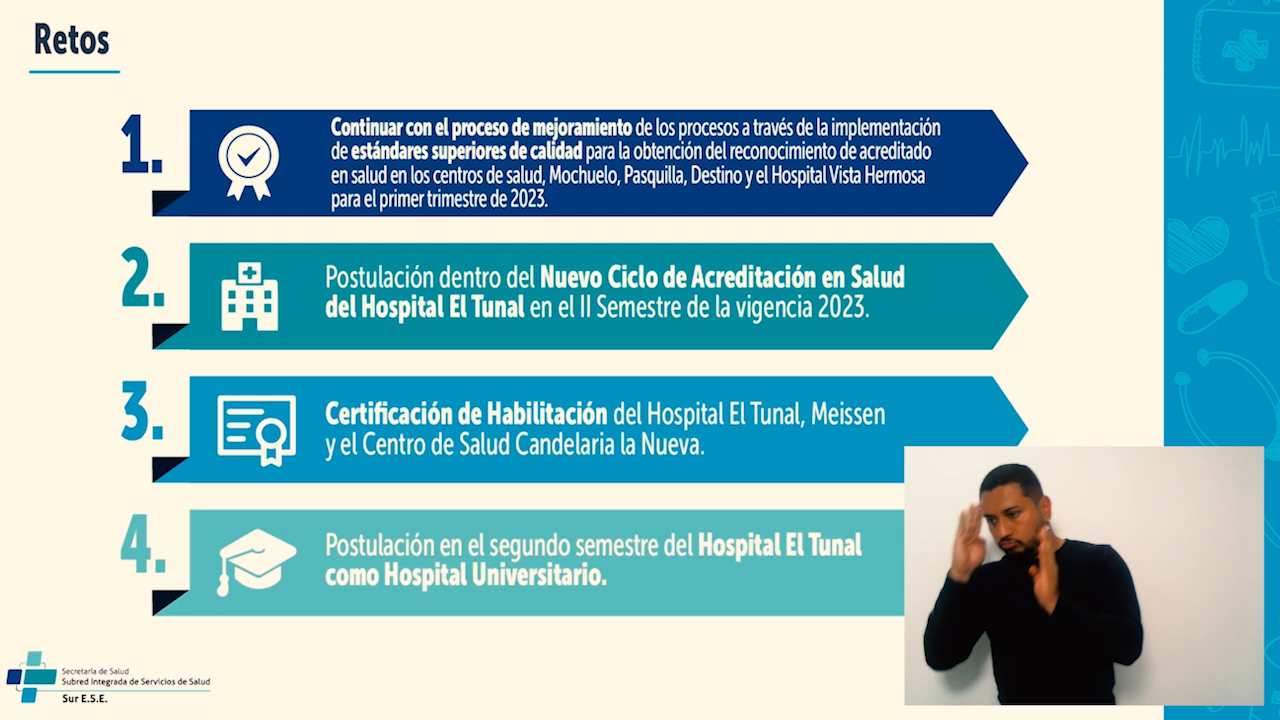 Retos
1.
Continuar con el proceso de mejoramiento de los procesos a través de la implementación
de estándares superiores de calidad para la obtención del reconocimiento de acreditado
en salud en los centros de salud, Mochuelo, Pasquilla, Destino y el Hospital Vista Hermosa
para el primer trimestre de 2023.
2.
Postulación dentro del Nuevo Ciclo de Acreditación en Salud
del Hospital El Tunal en el II Semestre de la vigencia 2023.
3.
Certificación de Habilitación del Hospital El Tunal, Meissen
y el Centro de Salud Candelaria la Nueva.
4.
Postulación en el segundo semestre del Hospital El Tunal
como Hospital Universitario.
Secretaría de Salud
Subred Integrada de Servicios de Salud
Sur E.S.E.